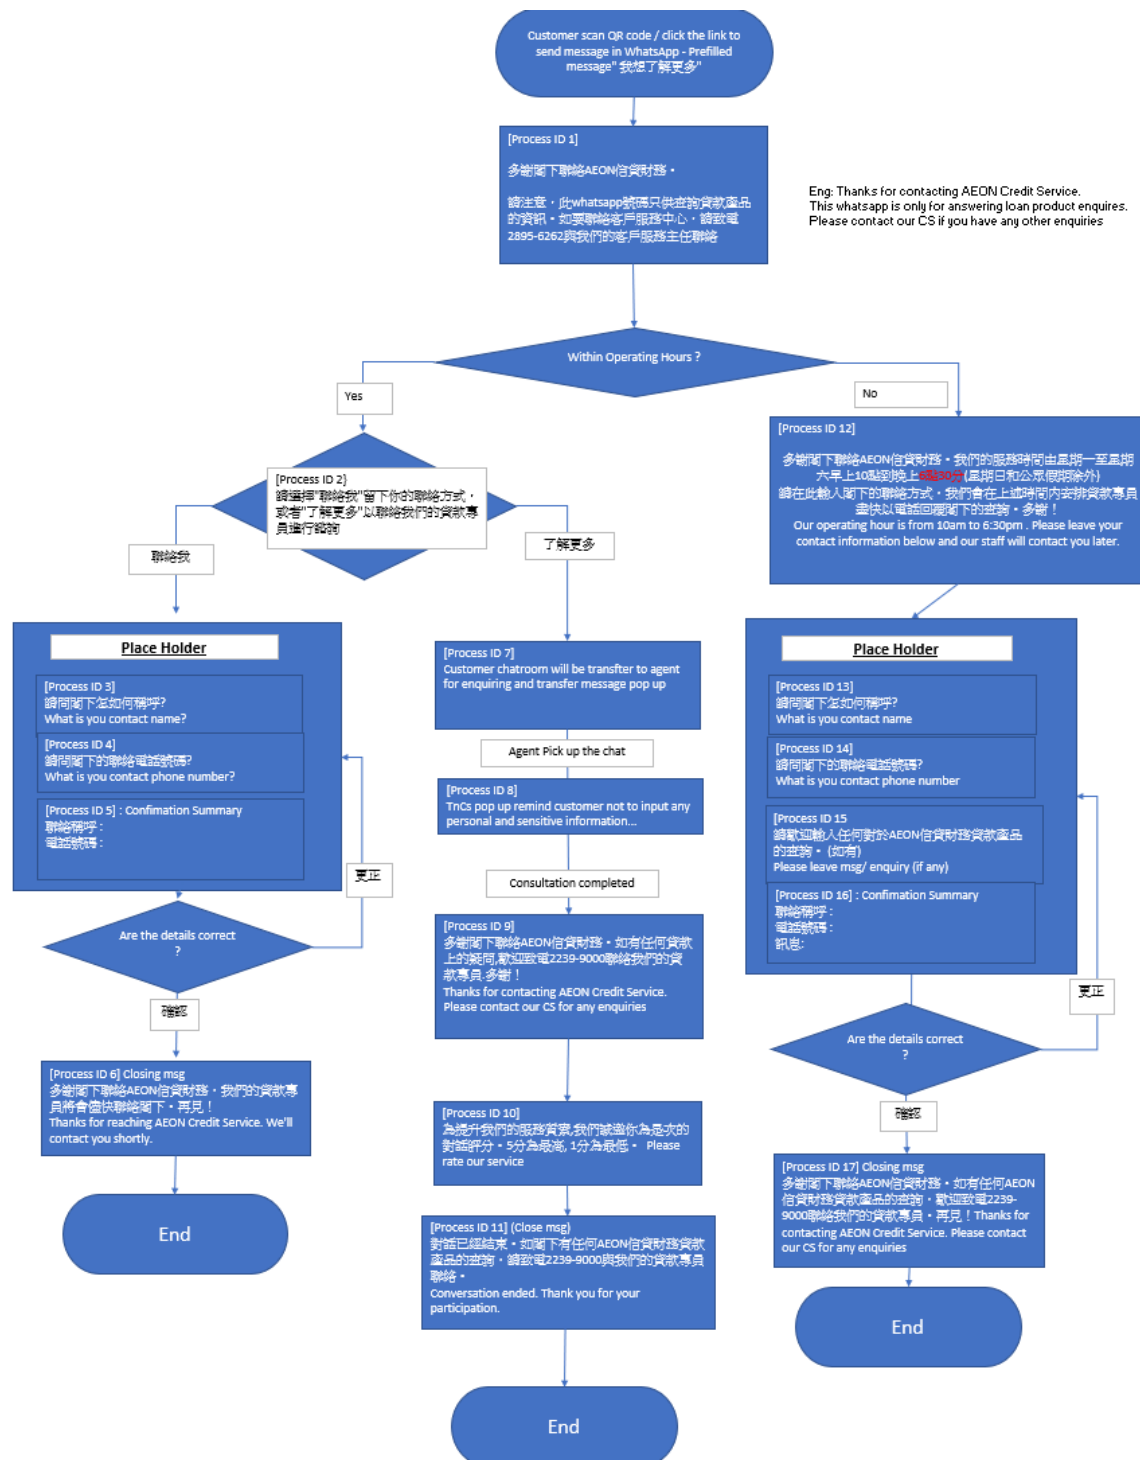 Customer scan QR code / click the link to
send message in WhatsApp - Prefilled
message" 我想了解更多"
[Process ID 1]
多謝閣下聯絡AEON信貸財務。
請注意，此whatsapp號碼只供查詢貸款產品
的資訊。如要聯絡客戶服務中心，請致電
2895-6262與我們的客戶服務主任聯絡
Eng: Thanks for contacting AEON Credit Service.
This whatsapp is only for answering loan product enquires.
Please contact our CS if you have any other enquiries
Within Operating Hours ?
Yes
No
[Process ID 2}
請選擇"聯絡我"留下你的聯絡方式，
或者"了解更多"以聯絡我們的貸款專
員進行諮詢
聯絡我
了解更多
[Process ID 12]
多謝閣下聯絡AEON信貸財務。我們的服務時間由星期一至星期
六早上10點到晚上6點30分(星期日和公眾假期除外)
請在此輸入閣下的聯絡方式，我們會在上述時間內安排貸款專員
盡快以電話回覆閣下的查詢。多謝！
Our operating hour is from 10am to 6:30pm . Please leave your
contact information below and our staff will contact you later.
Place Holder
[Process ID 3]
請問閣下怎如何稱呼?
What is you contact name?
[Process ID 4]
請問閣下的聯絡電話號碼?
What is you contact phone number?
[Process ID 5] : Confimation Summary
聯絡稱呼 :
電話號碼 :
更正
Are the details correct
?
確認
[Process ID 6] Closing msg
多謝閣下聯絡AEON信貸財務，我們的貸款專
員將會儘快聯絡閣下。再見！
Thanks for reaching AEON Credit Service. We'll
contact you shortly.
End
[Process ID 7]
Customer chatroom will be transfter to agent
for enquiring and transfer message pop up
Agent Pick up the chat
[Process ID 8]
TnCs pop up remind customer not to input any
personal and sensitive information...
Consultation completed
[Process ID 9]
多謝閣下聯絡AEON信貸財務。如有任何貸款
上的疑問,歡迎致電2239-9000聯絡我們的貸
款專員.多謝！
Thanks for contacting AEON Credit Service.
Please contact our CS for any enquiries
[Process ID 10]
為提升我們的服務質素,我們誠邀你為是次的
對話評分。5分為最高, 1分為最低。 Please
rate our service
[Process ID 11] (Close msg)
對話已經結束。如閣下有任何AEON信貸財務貸款
產品的查詢，請致電2239-9000與我們的貸款專員
聯絡。
Conversation ended. Thank you for your
participation.
End
Place Holder
[Process ID 13]
請問閣下怎如何稱呼?
What is you contact name
[Process ID 14]
請問閣下的聯絡電話號碼?
What is you contact phone number
[Process ID 15
請歡迎輸入任何對於AEON信貸財務貸款產品
的查詢。 (如有)
Please leave msg/ enquiry (if any)
[Process ID 16] : Confimation Summary
聯絡稱呼 :
電話號碼 :
訊息:
更正
Are the details correct
?
確認
[Process ID 17] Closing msg
多謝閣下聯絡AEON信貸財務。如有任何AEON
信貸財務貸款產品的查詢，歡迎致電2239-
9000聯絡我們的貸款專員。再見！Thanks for
contacting AEON Credit Service. Please contact
our CS for any enquiries
End